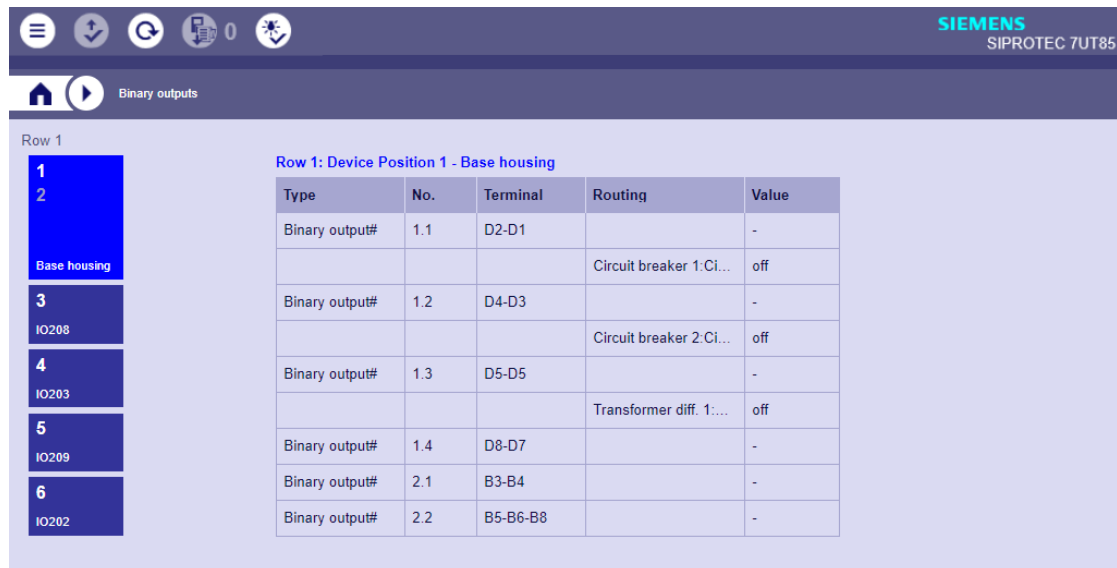 0
SIEMENS
SIPROTEC 7UT85
Binary outputs
Row 1
1
2
Base housing
3
IO208
4
IO203
5
IO209
6
IO202
Row 1: Device Position 1 - Base housing
Type No. Terminal Routing Value
Binary output# 1.1 D2-D1 -
Circuit breaker 1:Ci... off
Binary output# 1.2 D4-D3 -
Circuit breaker 2:Ci... off
Binary output# 1.3 D5-D5 -
Transformer diff. 1:... off
Binary output# 1.4 D8-D7 -
Binary output# 2.1 B3-B4 -
Binary output# 2.2 B5-B6-B8 -